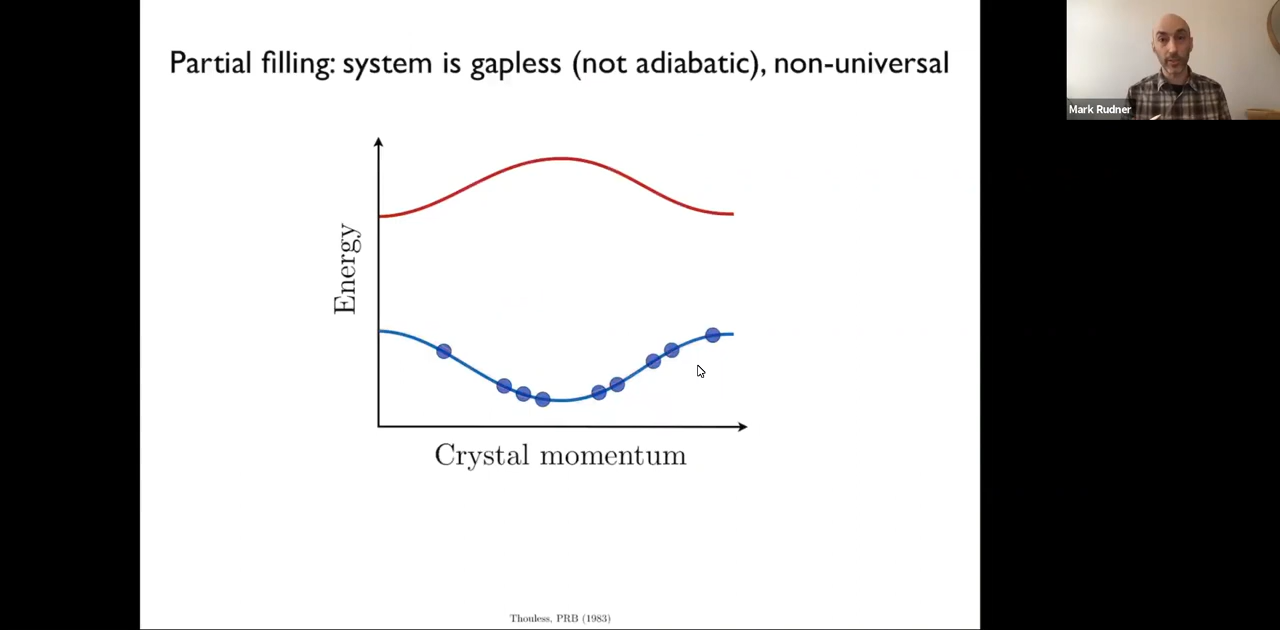 Partial filling: system is gapless (not adiabatic), non-universal
Mark Rudner
Energy
Crystal momentum
Thouless, PRB (1983)